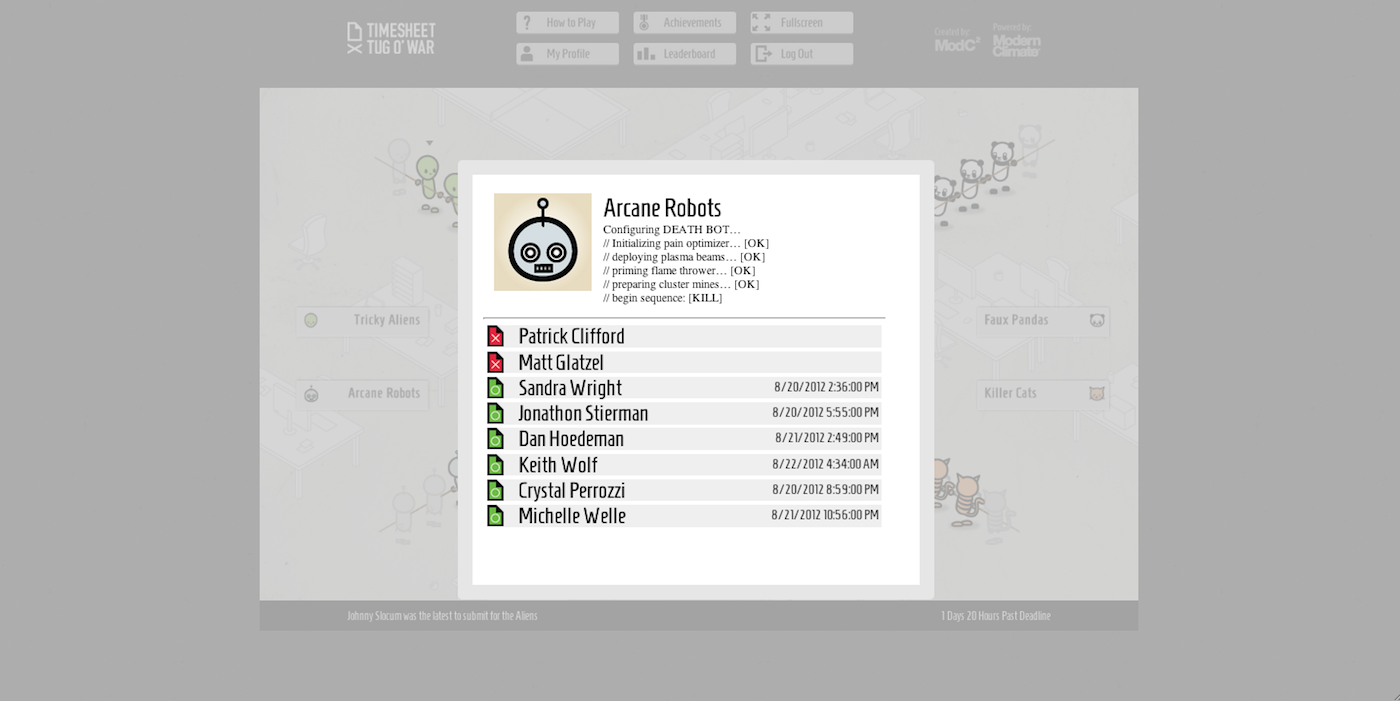 TIMESHEET
TUG O' WAR
? How to Play
Achievements
Fullscreen
My Profile
Leaderboard
Log Out
Created by
ModC²
Powered by
Modern
Climate
Arcane Robots
Configuring DEATH BOT…
// Initializing pain optimizer… [OK]
// deploying plasma beams… [OK]
// priming flame thrower… [OK]
// preparing cluster mines… [OK]
// begin sequence: [KILL]
Tricky Aliens
Arcane Robots
Faux Pandas
Killer Cats
Patrick Clifford
Matt Glatzel
Sandra Wright 8/20/2012 2:36:00 PM
Jonathon Stierman 8/20/2012 5:55:00 PM
Dan Hoedeman 8/21/2012 2:49:00 PM
Keith Wolf 8/22/2012 4:34:00 AM
Crystal Perrozzi 8/20/2012 8:59:00 PM
Michelle Welle 8/21/2012 10:56:00 PM
Johnny Slocum was the latest to submit for the Aliens
1 Days 20 Hours Past Deadline